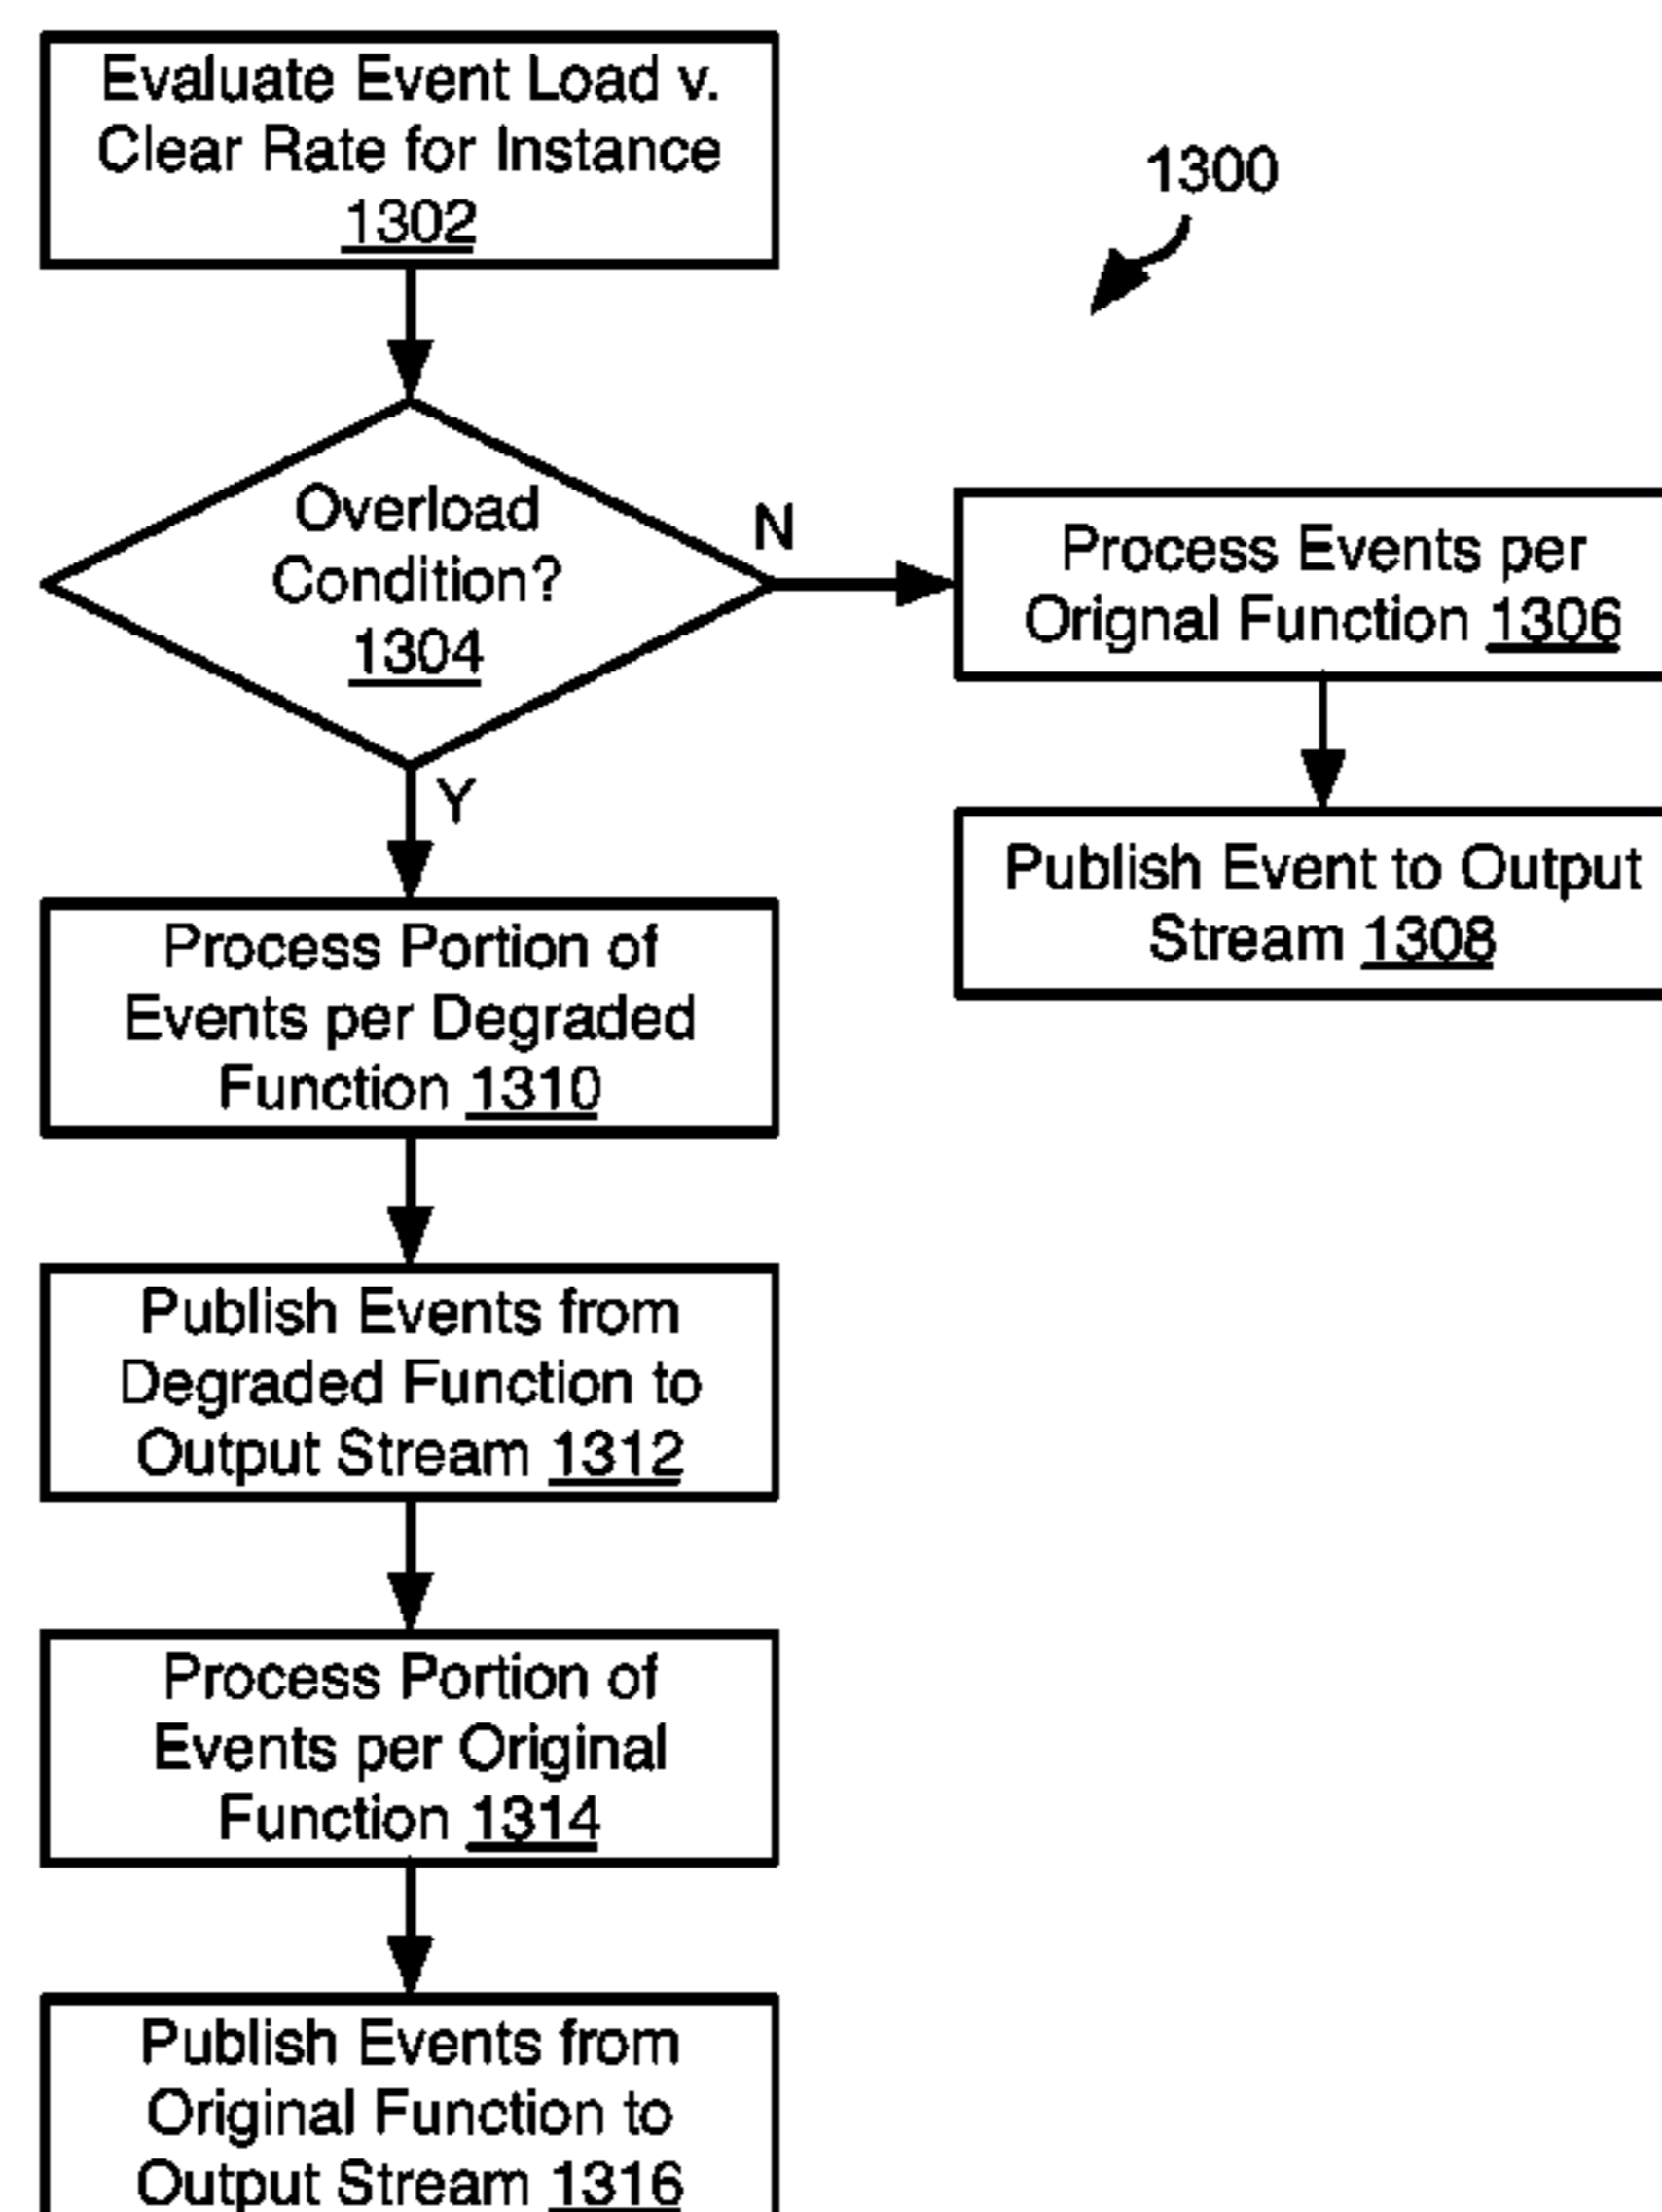 Evaluate Event Load v.
Clear Rate for Instance
1302
1300
Overload
Condition?
1304
N
Process Events per
Orignal Function 1306
Y
Publish Event to Output
Stream 1308
Process Portion of
Events per Degraded
Function 1310
Publish Events from
Degraded Function to
Output Stream 1312
Process Portion of
Events per Original
Function 1314
Publish Events from
Original Function to
Output Stream 1316